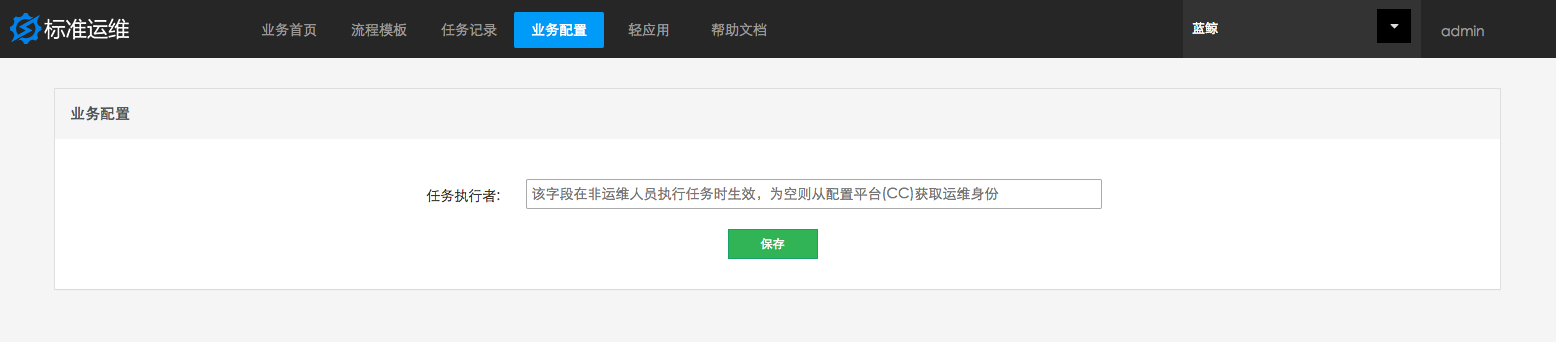 标准运维 业务首页 流程模板 任务记录 业务配置 轻应用 帮助文档 蓝鲸 admin
业务配置
任务执行者: 该字段在非运维人员执行任务时生效，为空则从配置平台(CC)获取运维身份
保存